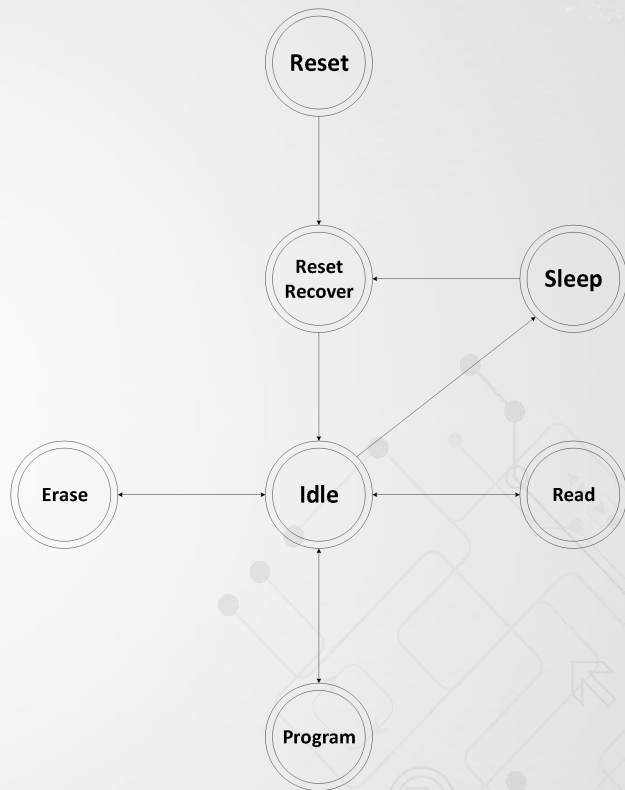 Reset
Reset
Recover
Sleep
Erase
Idle
Read
Program